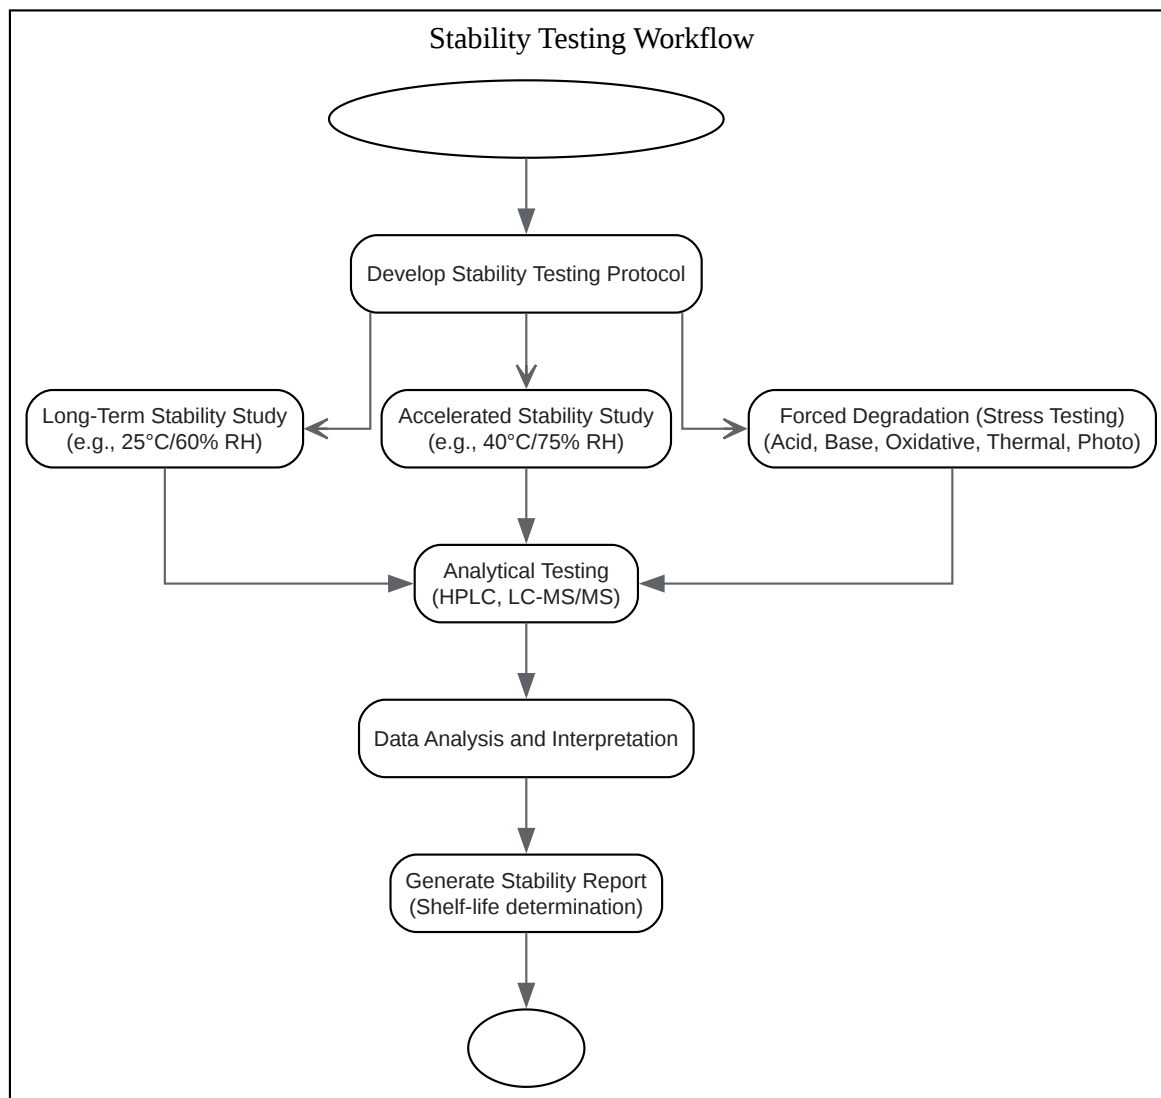 Stability Testing Workflow
Develop Stability Testing Protocol
Long-Term Stability Study
(e.g., 25°C/60% RH)
Accelerated Stability Study
(e.g., 40°C/75% RH)
Forced Degradation (Stress Testing)
(Acid, Base, Oxidative, Thermal, Photo)
Analytical Testing
(HPLC, LC-MS/MS)
Data Analysis and Interpretation
Generate Stability Report
(Shelf-life determination)